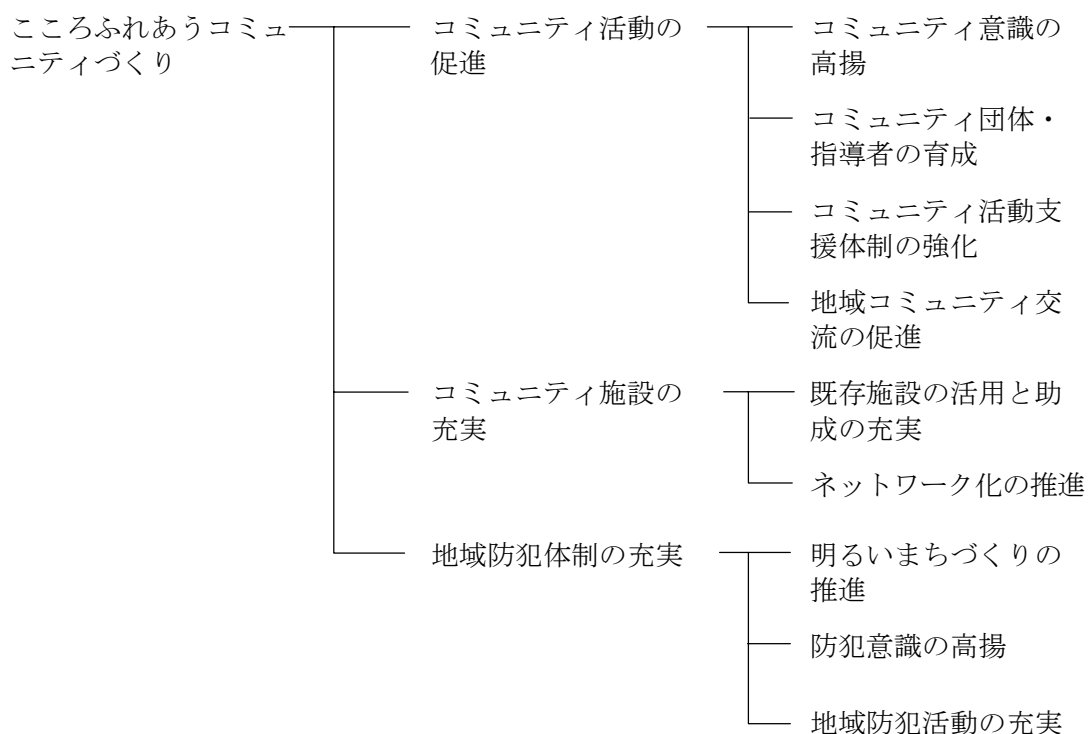 こころふれあうコミュ
ニティづくり
コミュニティ活動の
促進
コミュニティ意識の
高揚
コミュニティ団体・
指導者の育成
コミュニティ活動支
援体制の強化
地域コミュニティ交
流の促進
コミュニティ施設の
充実
既存施設の活用と助
成の充実
ネットワーク化の推進
地域防犯体制の充実
明るいまちづくりの
推進
防犯意識の高揚
地域防犯活動の充実